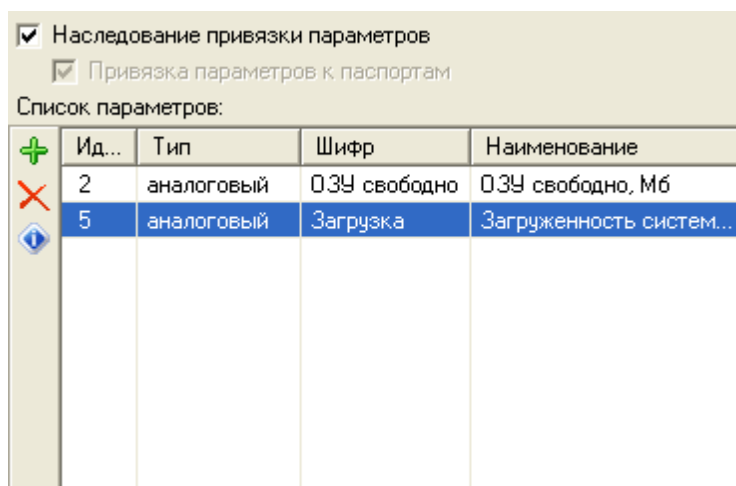 Наследование привязки параметров
Привязка параметров к паспортам
Список параметров:
Ид... Тип Шифр Наименование
2 аналоговый ОЗУ свободно ОЗУ свободно, Мб
5 аналоговый Загрузка Загруженность систем...